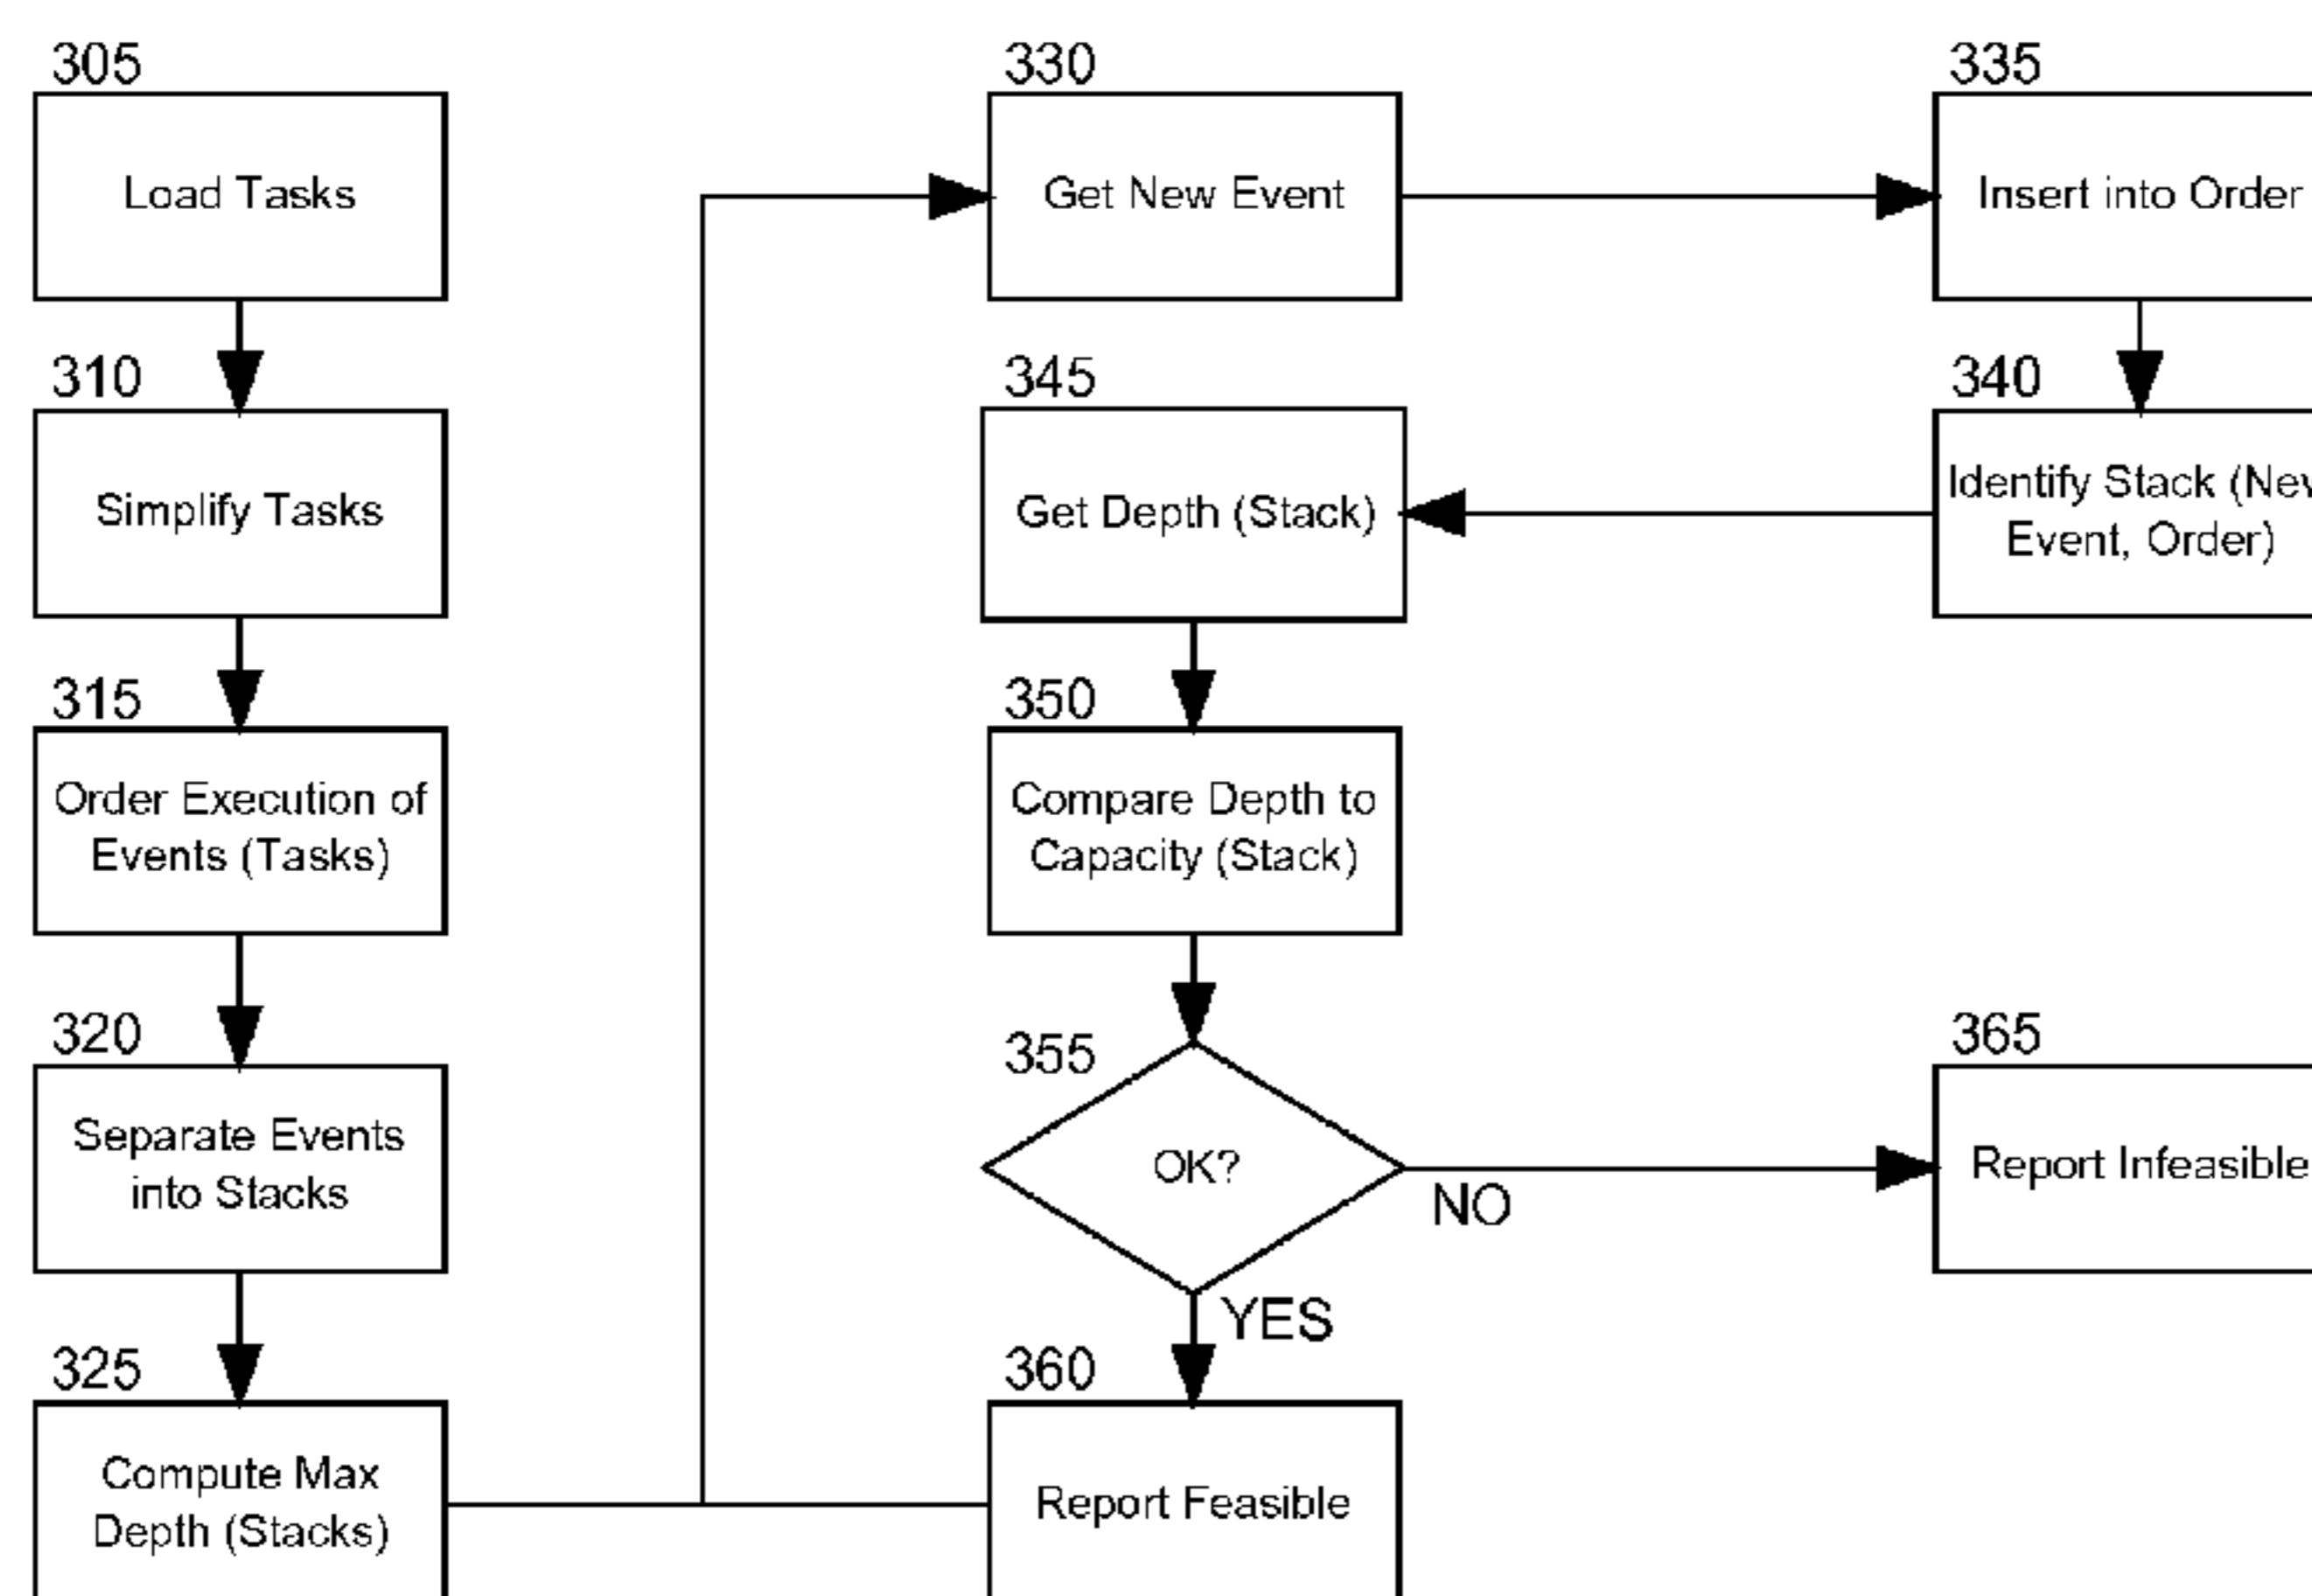 305
Load Tasks
310
Simplify Tasks
315
Order Execution of
Events (Tasks)
320
Separate Events
into Stacks
325
Compute Max
Depth (Stacks)
330
Get New Event
335
Insert into Order
340
Identify Stack (
Event, Order)
345
Get Depth (Stack)
350
Compare Depth to
Capacity (Stack)
355
OK?
NO
YES
360
Report Feasible
365
Report Infeasible